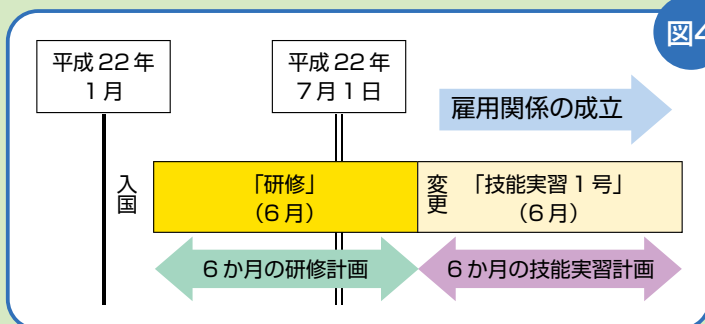 図4
平成22年
1月
平成22年
7月1日
雇用関係の成立
入国
「研修」
（6月）
変更
「技能実習1号」
（6月）
6か月の研修計画
6か月の技能実習計画